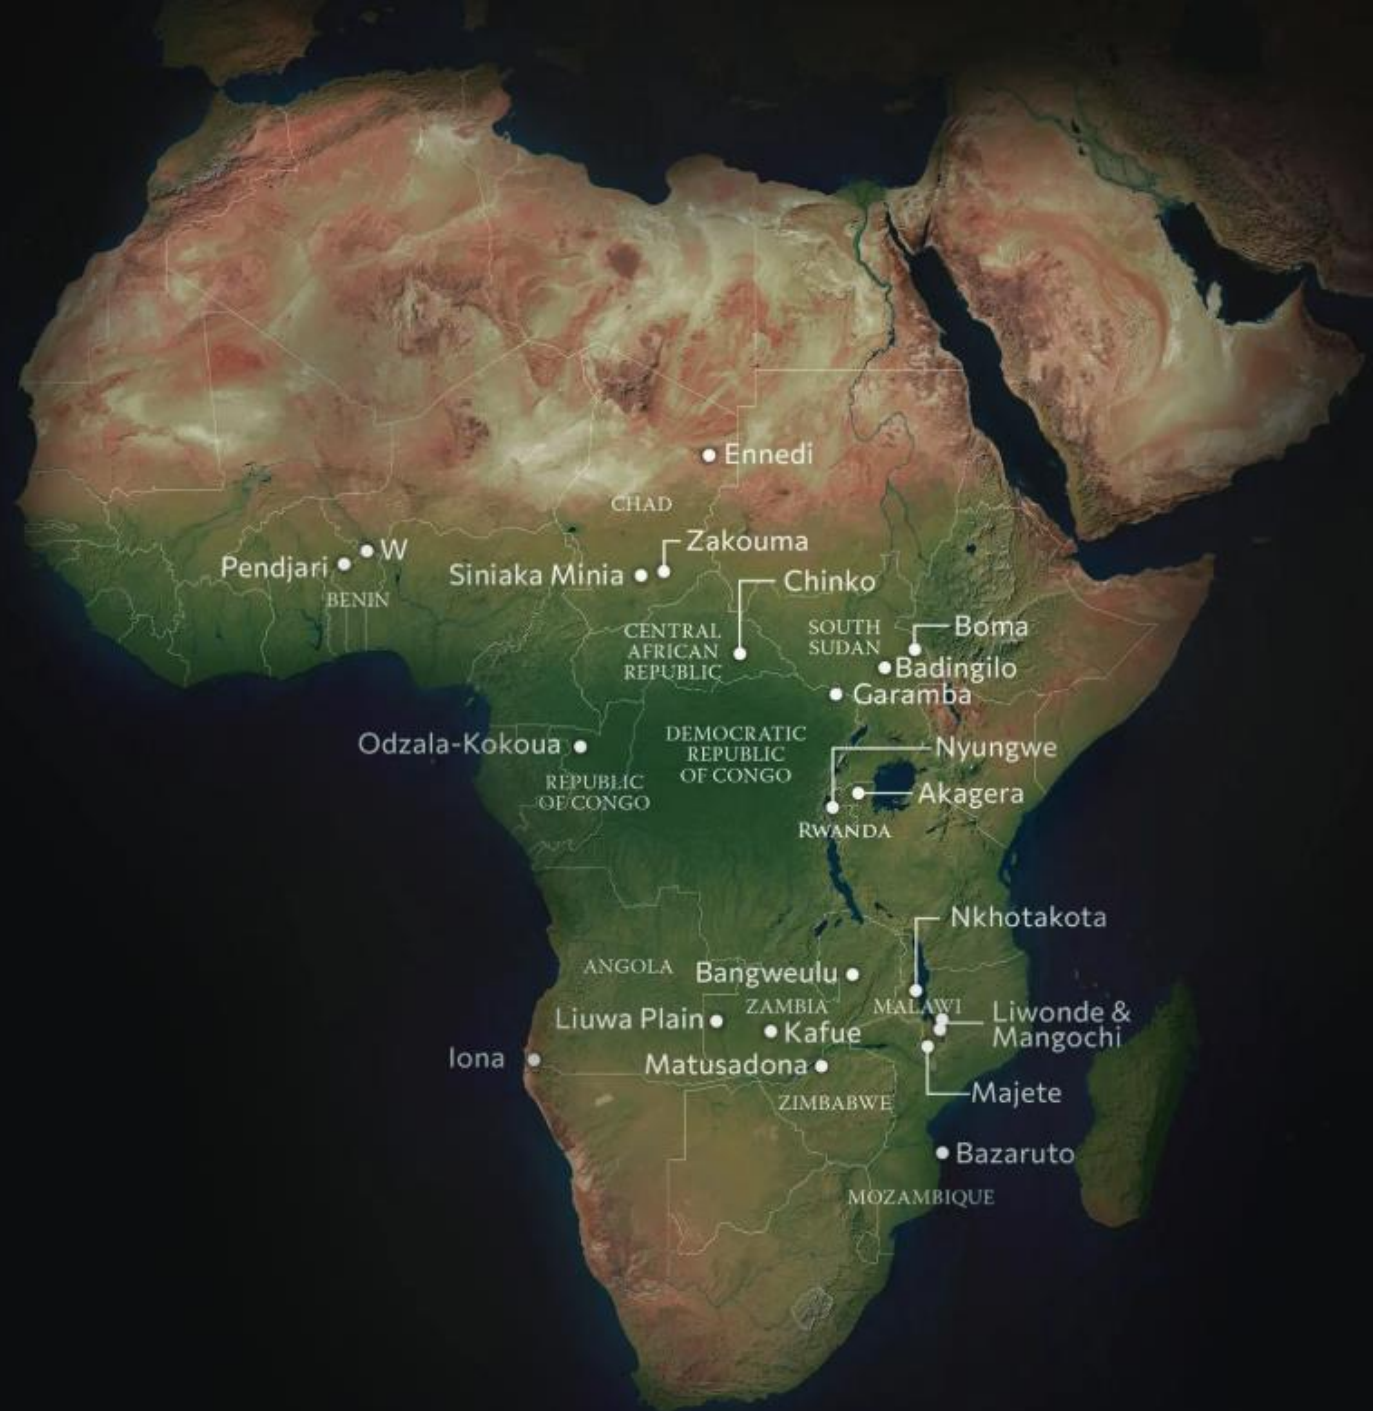 Ennedi
CHAD
Zakouma
W
Pendjari
Siniaka Minia
Chinko
BENIN
CENTRAL
AFRICAN
REPUBLIC
SOUTH
SUDAN
Boma
Badingilo
Garamba
Odzala-Kokoua
DEMOCRATIC
REPUBLIC
OF CONGO
Nyungwe
REPUBLIC
OF CONGO
Akagera
RWANDA
Nkhotakota
ANGOLA
Bangweulu
ZAMBIA
MALAWI
Liwonde &
Mangochi
Liuwa Plain
Kafue
Iona
Matusadona
Majete
ZIMBABWE
Bazaruto
MOZAMBIQUE